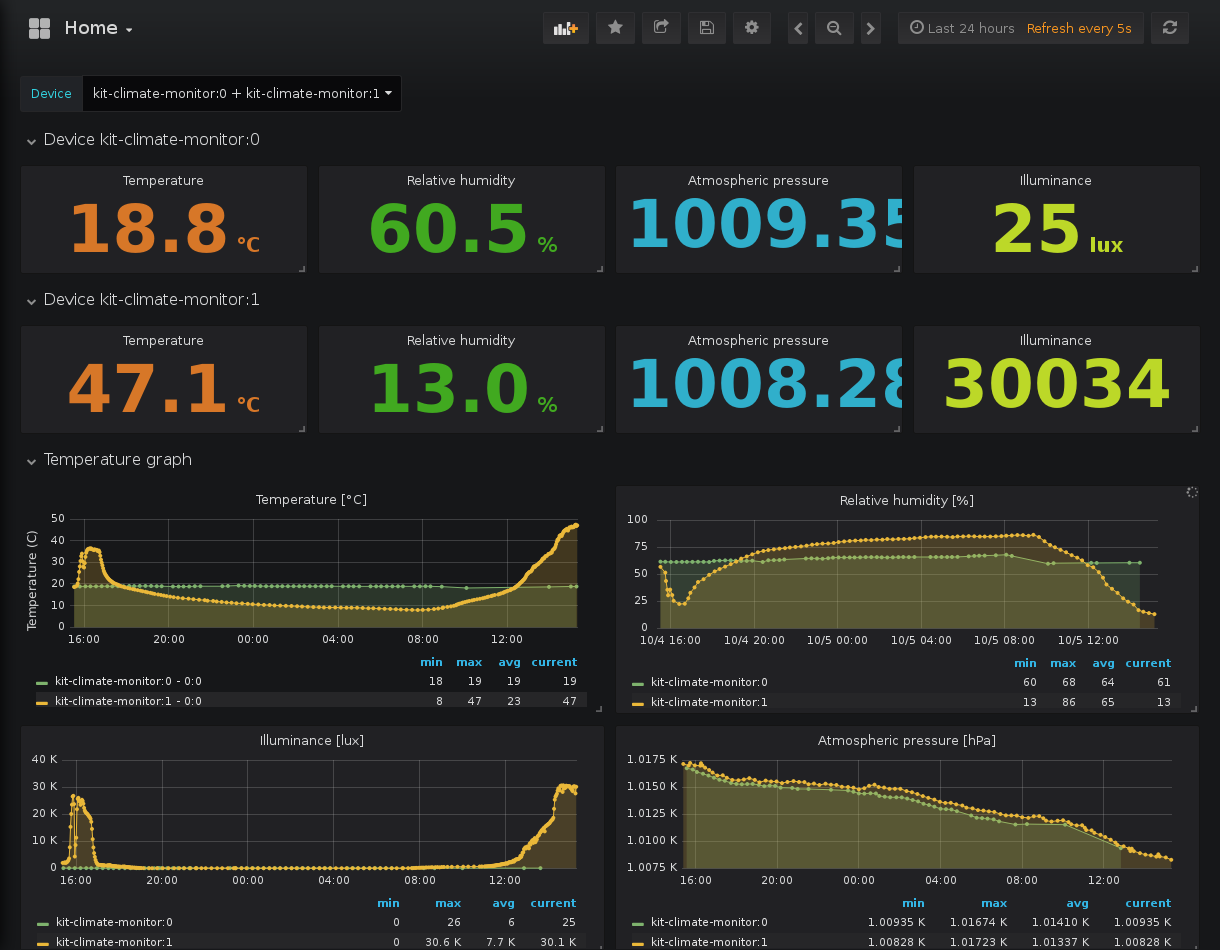 Home
Last 24 hours Refresh every 5s
Device kit-climate-monitor:0 + kit-climate-monitor:1
Device kit-climate-monitor:0
Temperature Relative humidity Atmospheric pressure Illuminance
18.8 °C 60.5 % 1009.35 25 lux
Device kit-climate-monitor:1
Temperature Relative humidity Atmospheric pressure Illuminance
47.1 °C 13.0 % 1008.28 30034
Temperature graph
Temperature [°C]
Temperature (C)
50
40
30
20
10
0
16:00 20:00 00:00 04:00 08:00 12:00
min max avg current
kit-climate-monitor:0 - 0:0 18 19 19 19
kit-climate-monitor:1 - 0:0 8 47 23 47
Relative humidity [%]
100
75
50
25
0
10/4 16:00 10/4 20:00 10/5 00:00 10/5 04:00 10/5 08:00 10/5 12:00
min max avg current
kit-climate-monitor:0 60 68 64 61
kit-climate-monitor:1 13 86 65 13
Illuminance [lux]
40 K
30 K
20 K
10 K
0
16:00 20:00 00:00 04:00 08:00 12:00
min max avg current
kit-climate-monitor:0 0 26 6 25
kit-climate-monitor:1 0 30.6 K 7.7 K 30.1 K
Atmospheric pressure [hPa]
1.0175 K
1.0150 K
1.0125 K
1.0100 K
1.0075 K
16:00 20:00 00:00 04:00 08:00 12:00
min max avg current
kit-climate-monitor:0 1.00935 K 1.01674 K 1.01410 K 1.00935 K
kit-climate-monitor:1 1.00828 K 1.01723 K 1.01337 K 1.00828 K